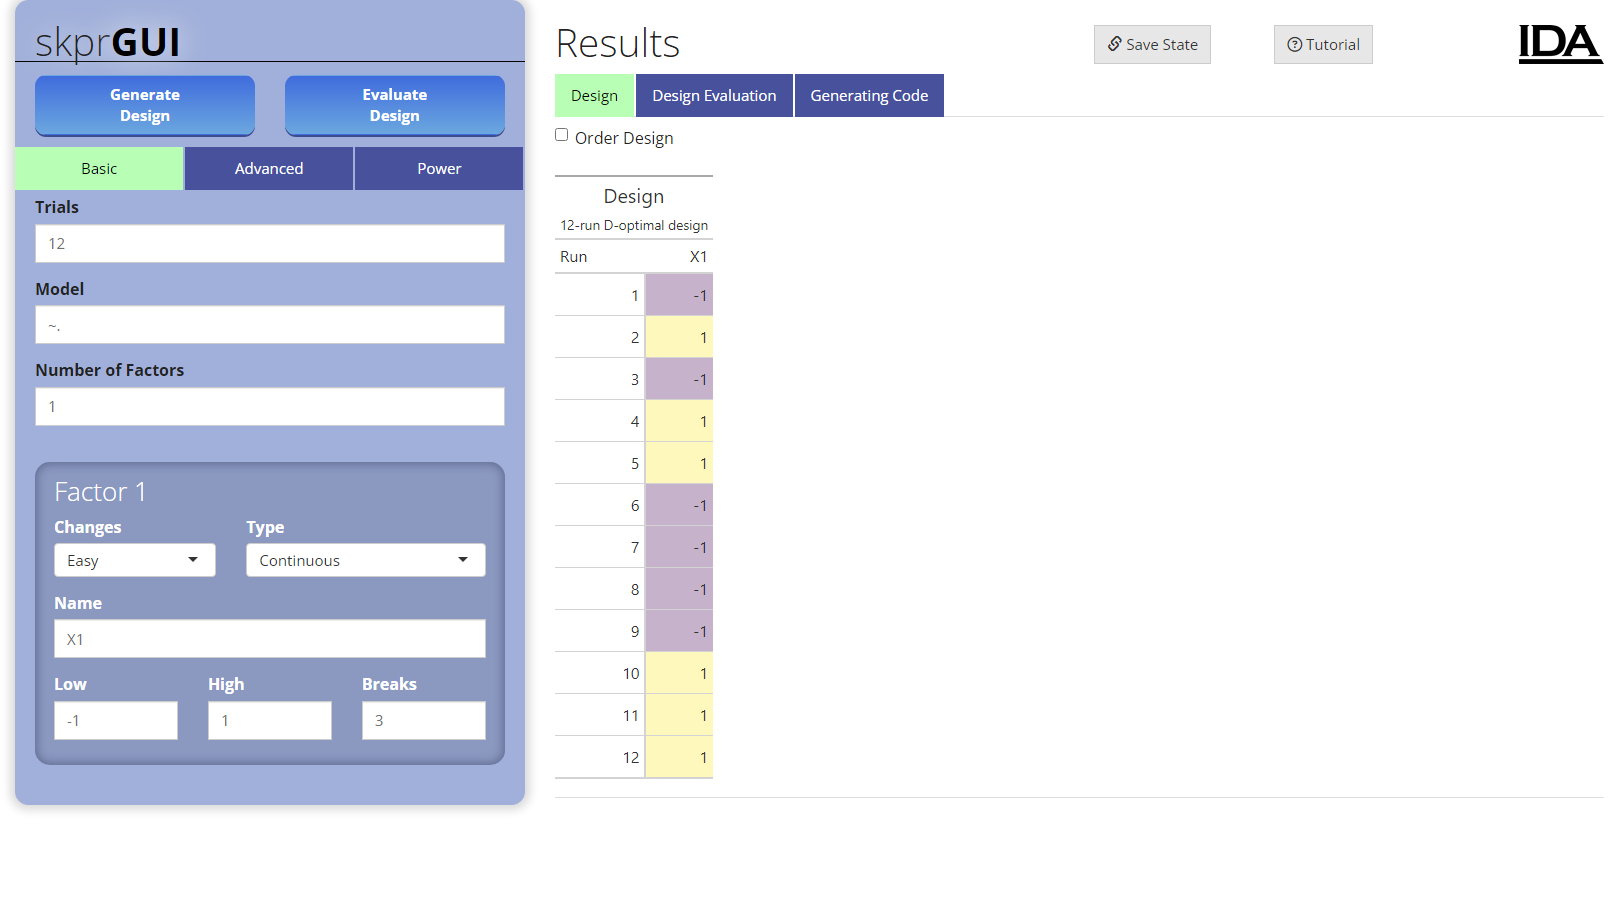 skprGUI
Generate
Design
Evaluate
Design
Basic
Advanced
Power
Trials
12
Model
~.
Number of Factors
1
Factor 1
Changes
Type
Easy
Continuous
Name
X1
Low
High
Breaks
-1
1
3
Results
Save State
Tutorial
IDA
Design
Design Evaluation
Generating Code
Order Design
Design
12-run D-optimal design
Run X1
1 -1
2 1
3 -1
4 1
5 1
6 -1
7 -1
8 -1
9 -1
10 1
11 1
12 1